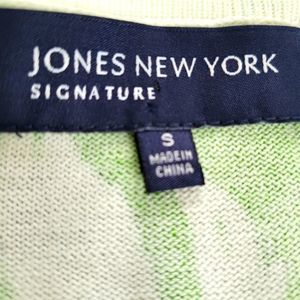 JONES NEW YORK
SIGNATURE
S
MADE IN
CHINA